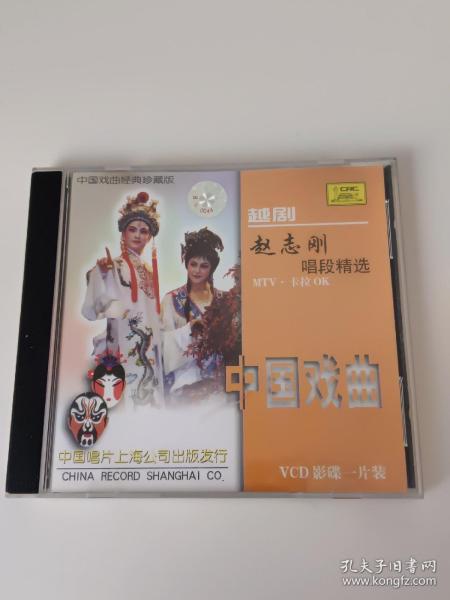 中国戏曲经典珍藏版
CRC
越剧
赵志刚
唱段精选
MTV·卡拉OK
中国戏曲
中国唱片上海公司出版发行
CHINA RECORD SHANGHAI CO.
VCD 影碟一片装
孔夫子旧书网
www.kongfz.com